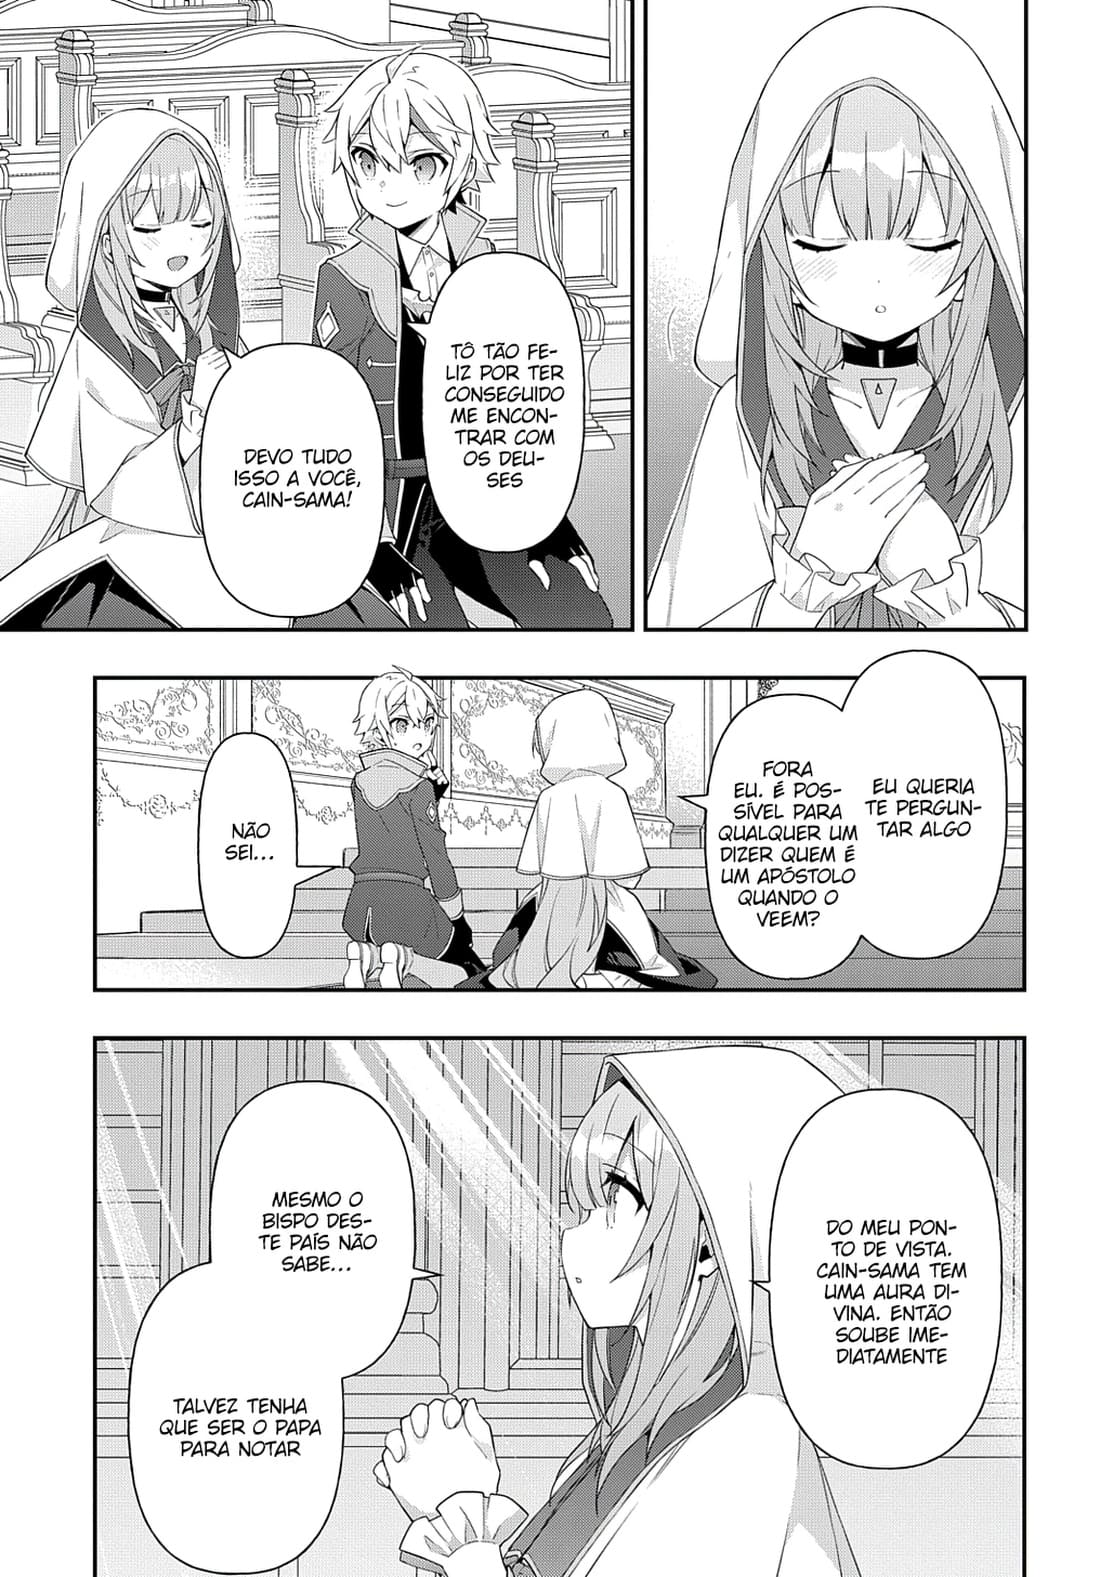 TÔ TÃO FE-
LIZ POR TER
CONSEGUIDO
ME ENCON-
TRAR COM
OS DEU-
SES
DEVO TUDO
ISSO A VOCÊ,
CAIN-SAMA!
EU QUERIA
TE PERGUN-
TAR ALGO
FORA
EU. É POS-
SÍVEL PARA
QUALQUER UM
DIZER QUEM É
UM APÓSTOLO
QUANDO O
VEEM?
NÃO
SEI...
DO MEU PON-
TO DE VISTA.
CAIN-SAMA TEM
UMA AURA DI-
VINA. ENTÃO
SOUBE IME-
DIATAMENTE
MESMO O
BISPO DES-
TE PAÍS NÃO
SABE...
TALVEZ TENHA
QUE SER O PAPA
PARA NOTAR